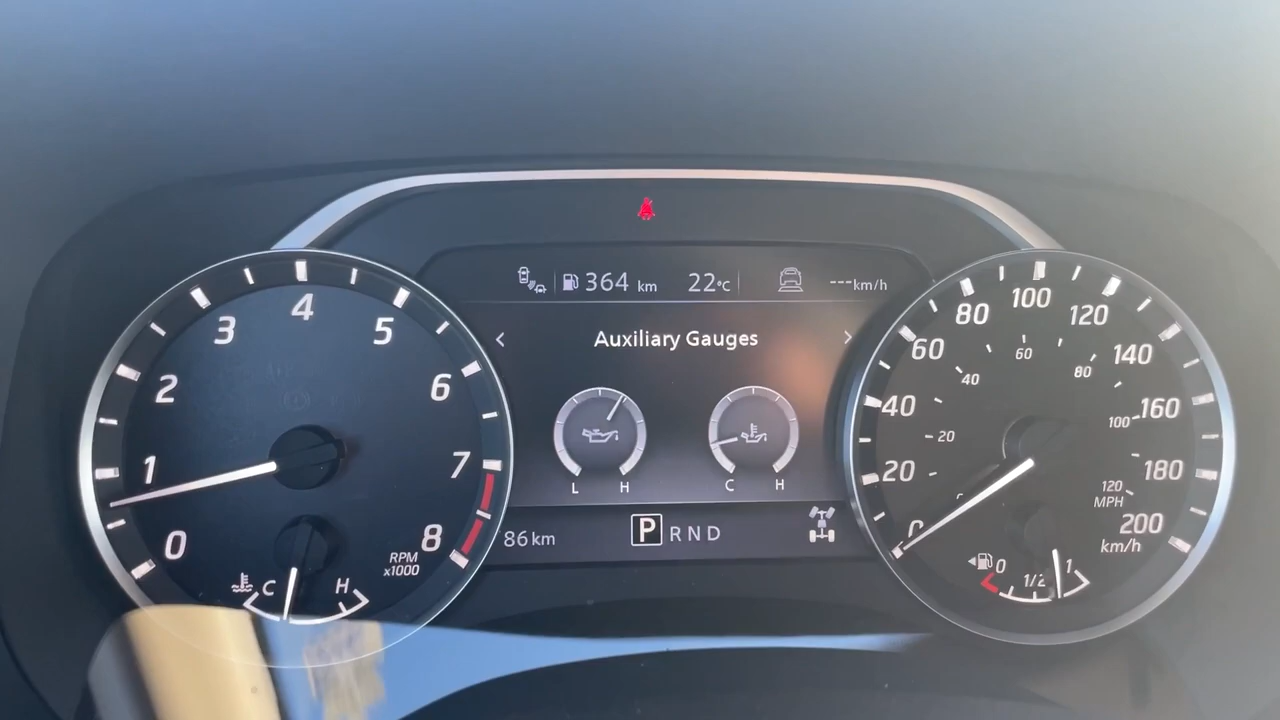 364 km 22°C ---km/h
< Auxiliary Gauges >
L H C H
86 km P R N D
0 1 2 3 4 5 6 7 8
RPM
x1000
C H
0 20 40 60 80 100 120 140 160 180 200
km/h
20 40 60 80 100 120
MPH
0 1/2 1